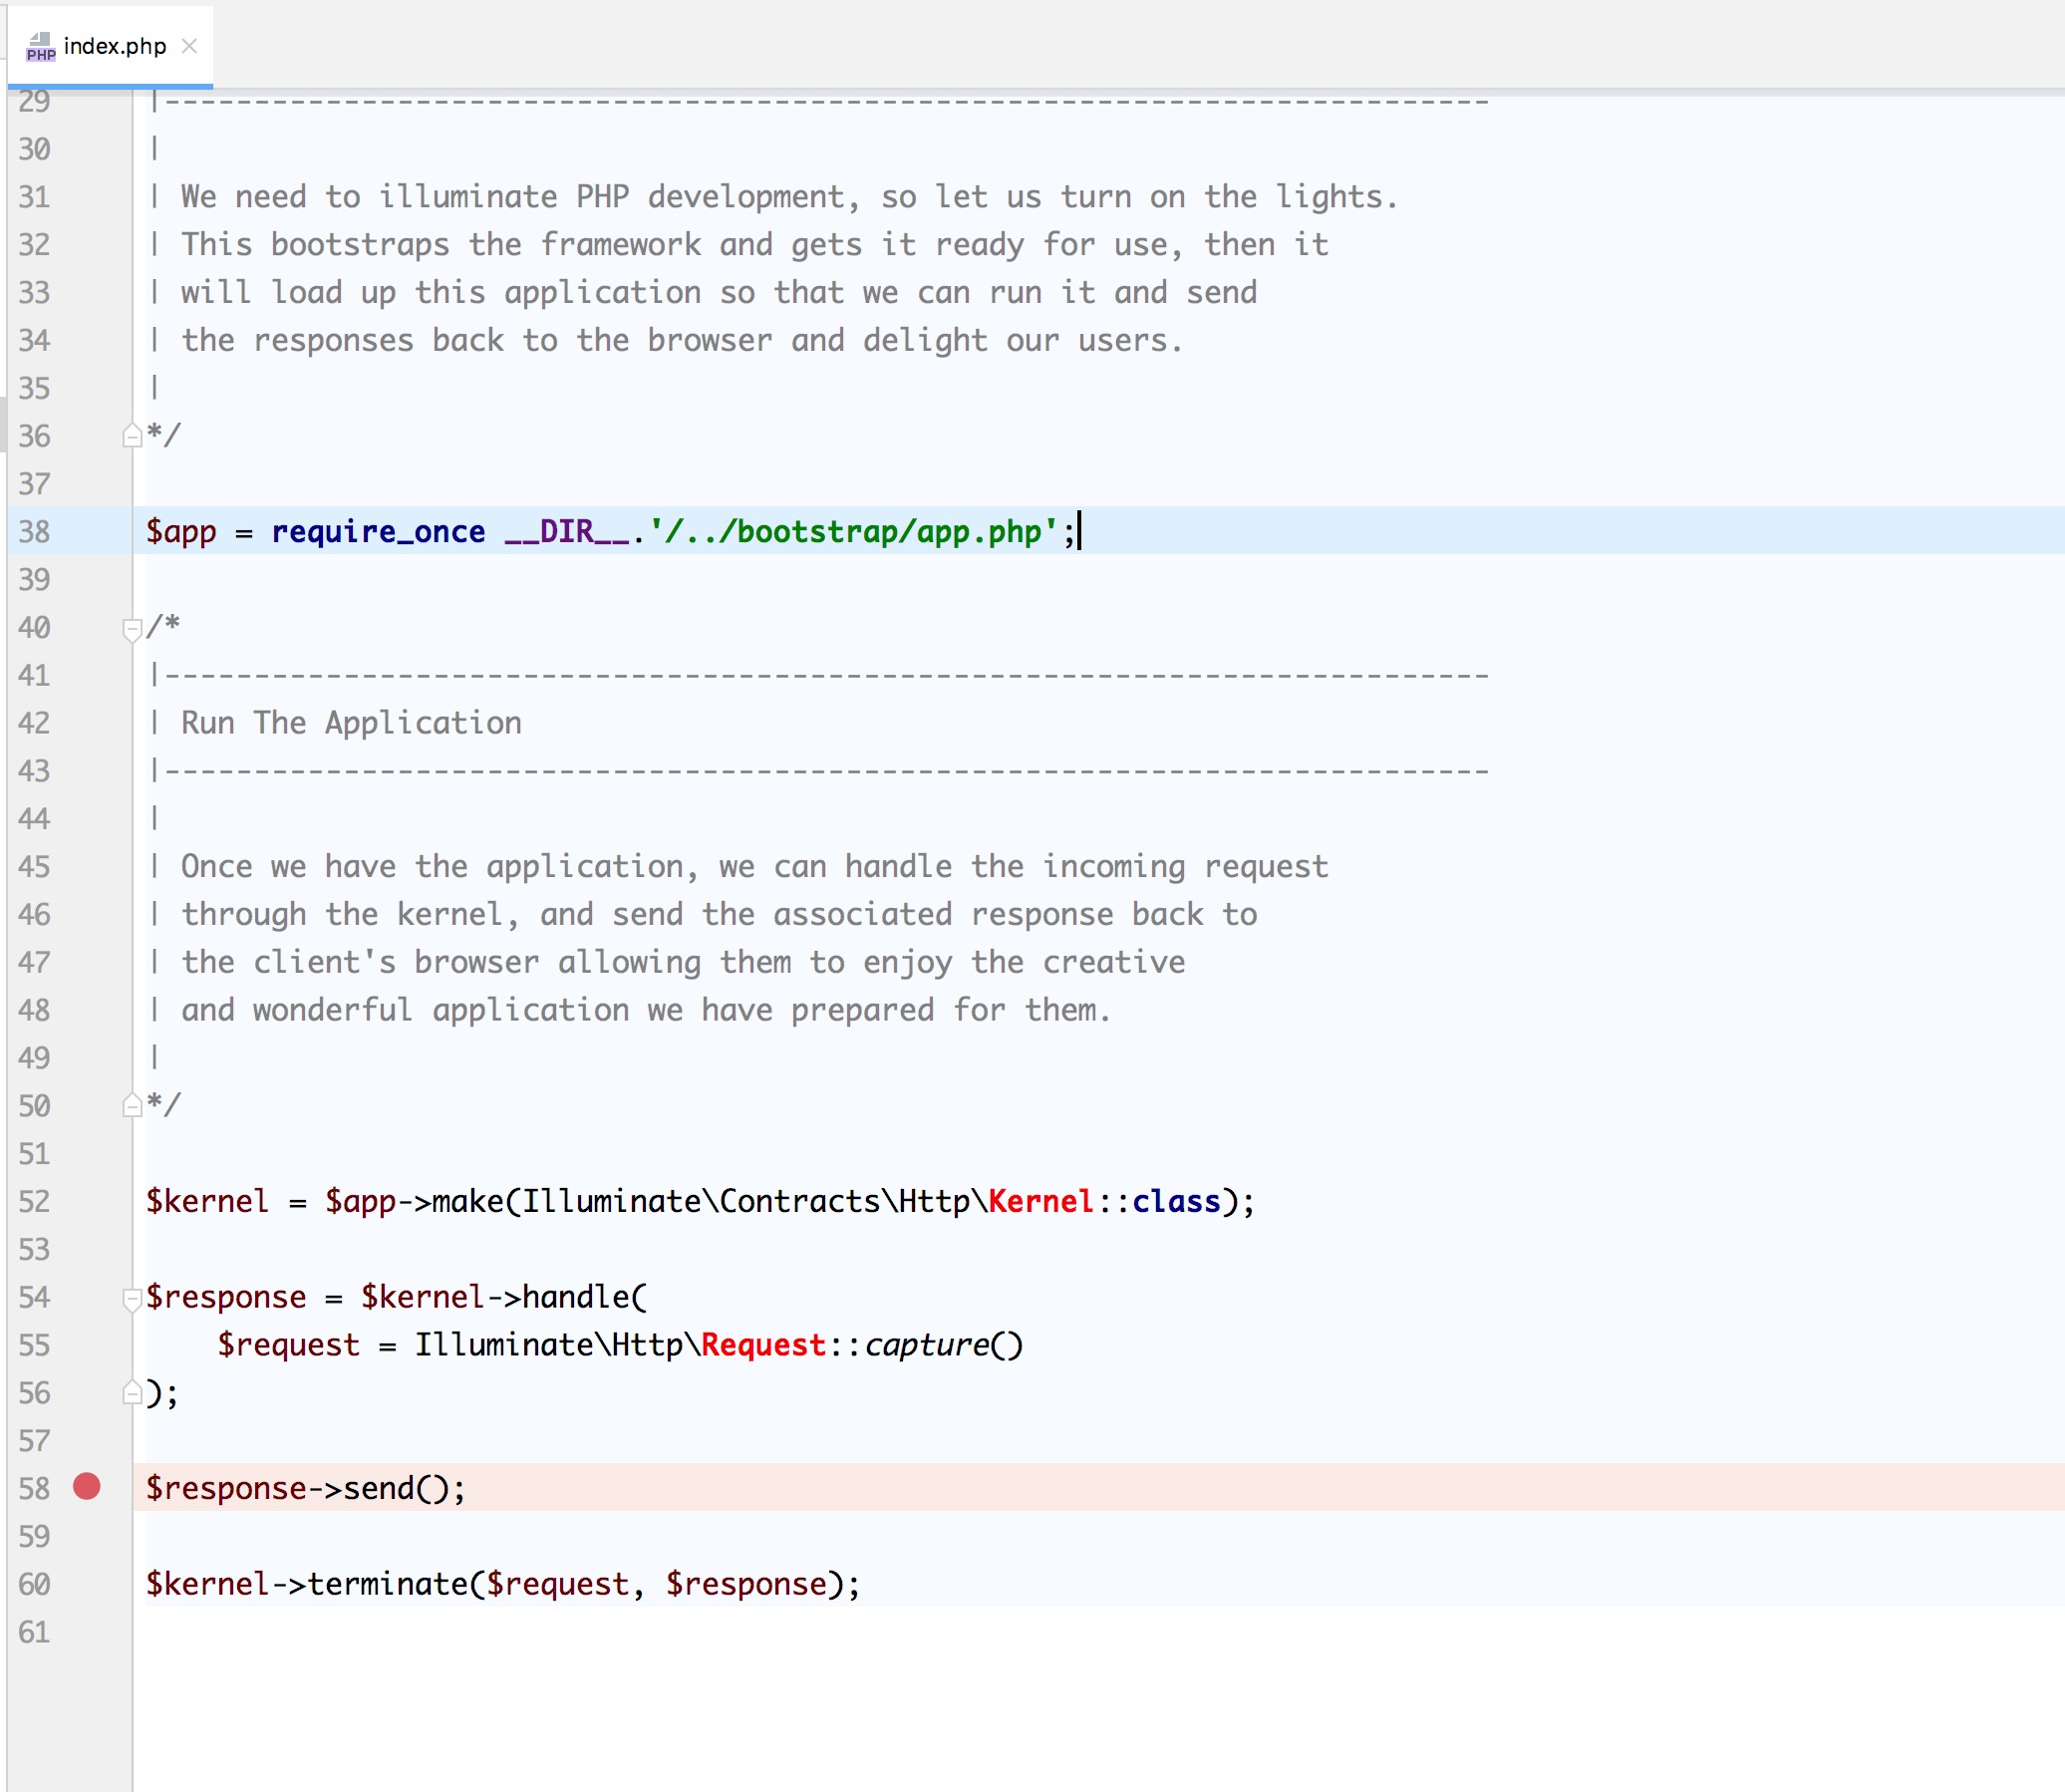 PHP index.php
29 |--------------------------------------------------------------------------
30 |
31 | We need to illuminate PHP development, so let us turn on the lights.
32 | This bootstraps the framework and gets it ready for use, then it
33 | will load up this application so that we can run it and send
34 | the responses back to the browser and delight our users.
35 |
36 */
37
38 $app = require_once __DIR__.'/../bootstrap/app.php';
39
40 /*
41 |--------------------------------------------------------------------------
42 | Run The Application
43 |--------------------------------------------------------------------------
44 |
45 | Once we have the application, we can handle the incoming request
46 | through the kernel, and send the associated response back to
47 | the client's browser allowing them to enjoy the creative
48 | and wonderful application we have prepared for them.
49 |
50 */
51
52 $kernel = $app->make(Illuminate\Contracts\Http\Kernel::class);
53
54 $response = $kernel->handle(
55     $request = Illuminate\Http\Request::capture()
56 );
57
58 $response->send();
59
60 $kernel->terminate($request, $response);
61